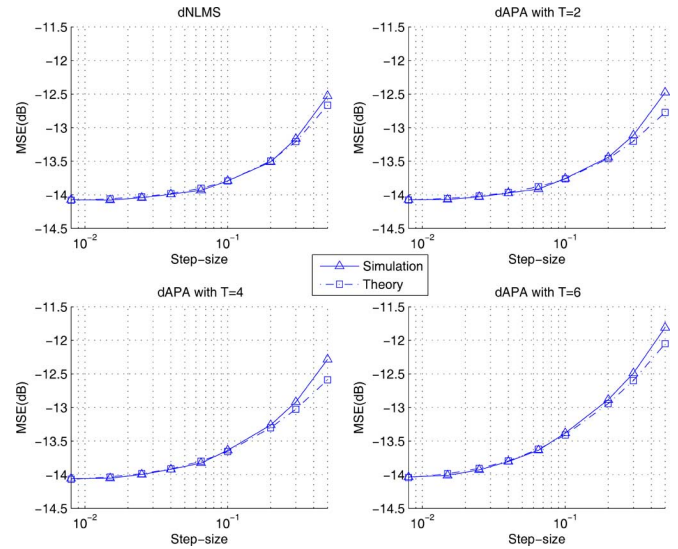 dNLMS
MSE(dB)
−11.5
−12
−12.5
−13
−13.5
−14
−14.5
10−2
10−1
Step−size
dAPA with T=2
MSE(dB)
−11.5
−12
−12.5
−13
−13.5
−14
−14.5
10−2
10−1
Step−size
Simulation
Theory
dAPA with T=4
MSE(dB)
−11.5
−12
−12.5
−13
−13.5
−14
−14.5
10−2
10−1
Step−size
dAPA with T=6
MSE(dB)
−11.5
−12
−12.5
−13
−13.5
−14
−14.5
10−2
10−1
Step−size